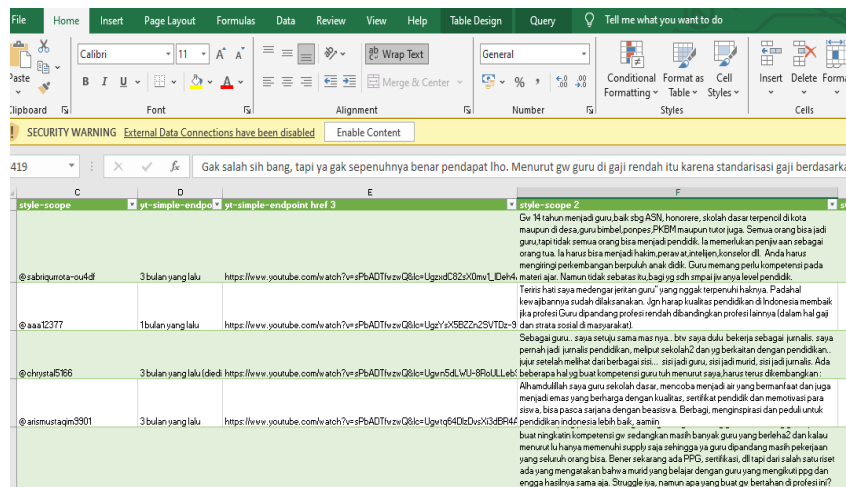 File Home Insert Page Layout Formulas Data Review View Help Table Design Query Tell me what you want to do
Calibri 11 A A Wrap Text General
Paste B I U A Merge & Center % , Conditional Format as Cell Insert Delete
Formatting Table Styles
Clipboard Font Alignment Number Styles Cells
SECURITY WARNING External Data Connections have been disabled Enable Content
419 fx Gak salah sih bang, tapi ya gak sepenuhnya benar pendapat lho. Menurut gw guru di gaji rendah itu karena standarisasi gaji
C D E F
style-scope yt-simple-endpo yt-simple-endpoint href 3 style-scope 2
Gw 14 tahun menjadi guru,baik sbg ASN, honorere, skolah dasar terpencil di kota
maupun di desa,guru bimbel,ponpes,PKBM maupun tutor juga. Semua orang bisa jadi
guru,tapi tidak semua orang bisa menjadi pendidik. Ia memerlukan penjiwaan sebagai
orang tua. Ia harus bisa menjadi hakim,perawat,intelijen,konselor dll. Anda harus
mengiringi perkembangan berpuluh anak didik. Guru memang perlu kompetensi pada
@sabriqurrota-ou4df 3 bulan yang lalu https://www.youtube.com/watch?v=sPbADTfvzwQ&lc=UgzxdC82sX0mv1_IDeh4 materi ajar. Namun tidak sebatas itu,bagi yg sdh smpai jiwanya level pendidik.
Teriris hati saya medengar jeritan guru" yang nggak terpenuhi haknya. Padahal
kewajibannya sudah dilaksanakan. Jgn harap kualitas pendidikan di Indonesia membaik
jika profesi Guru dipandang profesi rendah dibandingkan profesi lainnya (dalam hal gaji
@aaa12377 1 bulan yang lalu https://www.youtube.com/watch?v=sPbADTfvzwQ&lc=UgzYsX5BZZn2SVTDz-9 dan strata sosial di masyarakat).
Sebagai guru.. saya setuju sama mas nya.. btw saya dulu bekerja sebagai jurnalis. saya
pernah jadi jurnalis pendidikan, meliput sekolah2 dan yg berkaitan dengan pendidikan..
jujur setelah melihat dari berbagai sisi... sisi jadi guru, sisi jadi murid, sisi jadi jurnalis. Ada
@chrystal5166 3 bulan yang lalu (diedi https://www.youtube.com/watch?v=sPbADTfvzwQ&lc=Ugwn5dLWU-8RoULLeb beberapa hal yg buat kompetensi guru tuh menurut saya,harus terus dikembangkan :
Alhamdulillah saya guru sekolah dasar, mencoba menjadi air yang bermanfaat dan juga
menjadi emas yang berharga dengan kualitas, sertifikat pendidik dan memotivasi para
siswa, bisa pasca sarjana dengan beasiswa. Berbagi, menginspirasi dan peduli untuk
@arismustaqim9901 3 bulan yang lalu https://www.youtube.com/watch?v=sPbADTfvzwQ&lc=Ugwtq64DlzDvsXi3dBR4A pendidikan indonesia lebih baik, aamiin
buat ningkatin kompetensi gw sedangkan masih banyak guru yang berleha2 dan kalau
menurut lu hanya memenuhi supply saja sehingga ya guru dipandang masih pekerjaan
yang seluruh orang bisa. Bener sekarang ada PPG, sertifikasi, dll tapi dari salah satu riset
ada yang mengatakan bahwa murid yang belajar dengan guru yang mengikuti ppg dan
engga hasilnya sama aja. Struggle iya, namun apa yang buat gw bertahan di profesi ini?